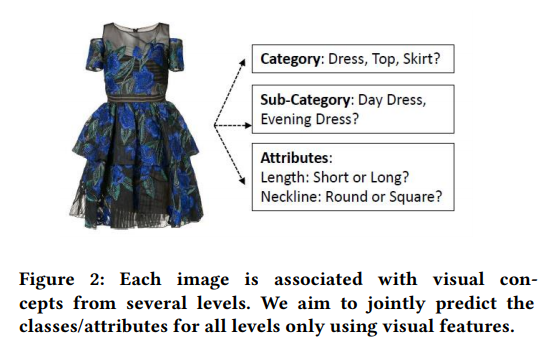 Category: Dress, Top, Skirt?
Sub-Category: Day Dress,
Evening Dress?
Attributes:
Length: Short or Long?
Neckline: Round or Square?
Figure 2: Each image is associated with visual con-
cepts from several levels. We aim to jointly predict the
classes/attributes for all levels only using visual features.